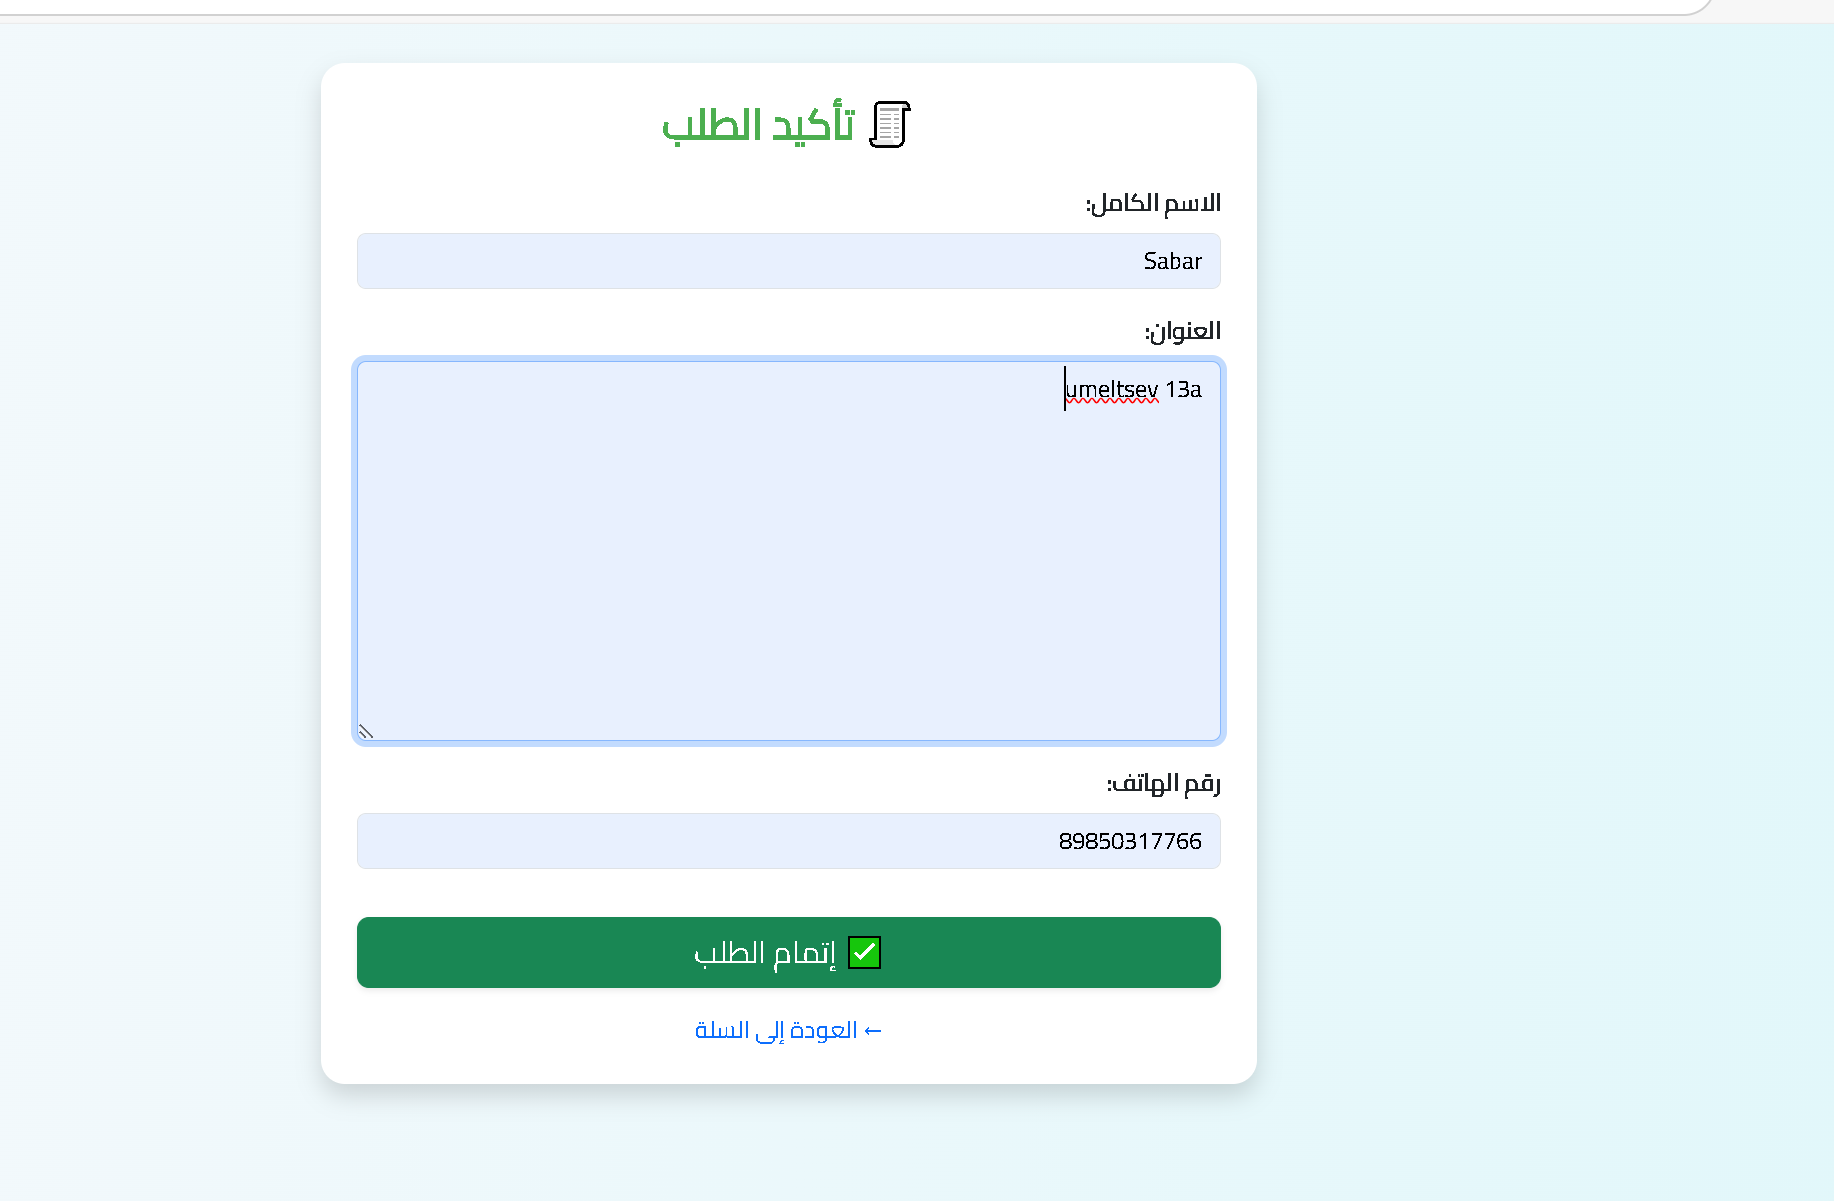 تأكيد الطلب
الاسم الكامل:
Sabar
العنوان:
umeltsev 13a
رقم الهاتف:
89850317766
إتمام الطلب
← العودة إلى السلة